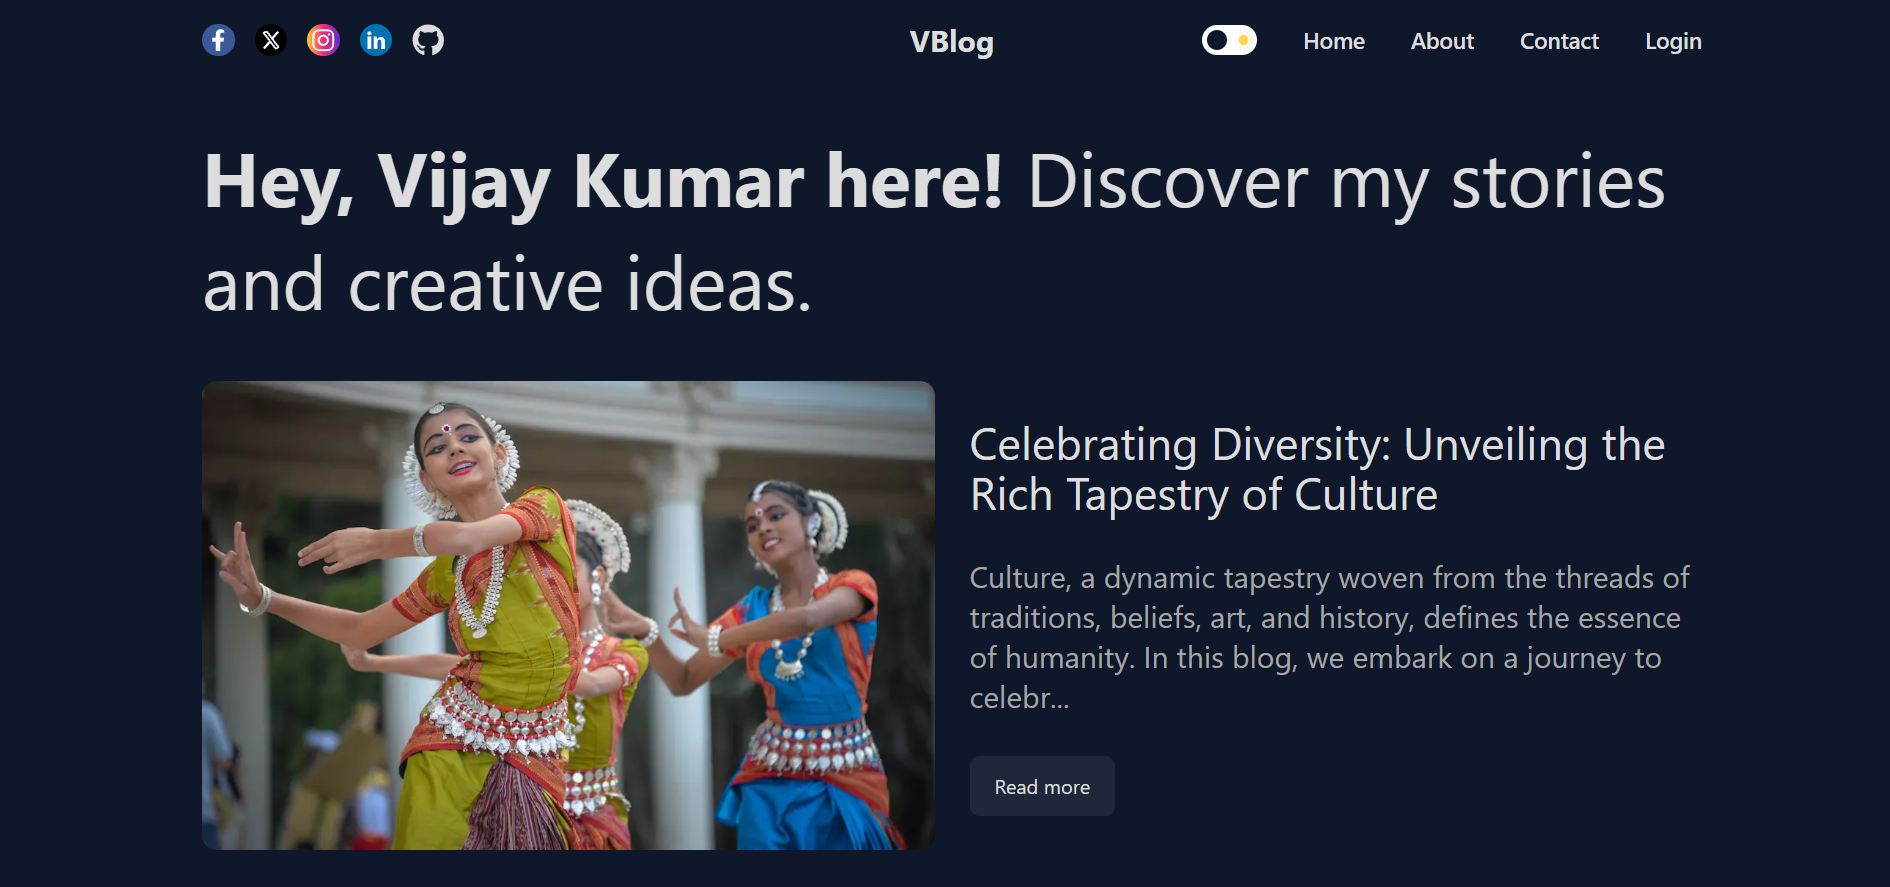 VBlog
Home About Contact Login
Hey, Vijay Kumar here! Discover my stories
and creative ideas.
Celebrating Diversity: Unveiling the
Rich Tapestry of Culture
Culture, a dynamic tapestry woven from the threads of
traditions, beliefs, art, and history, defines the essence
of humanity. In this blog, we embark on a journey to
celebr...
Read more